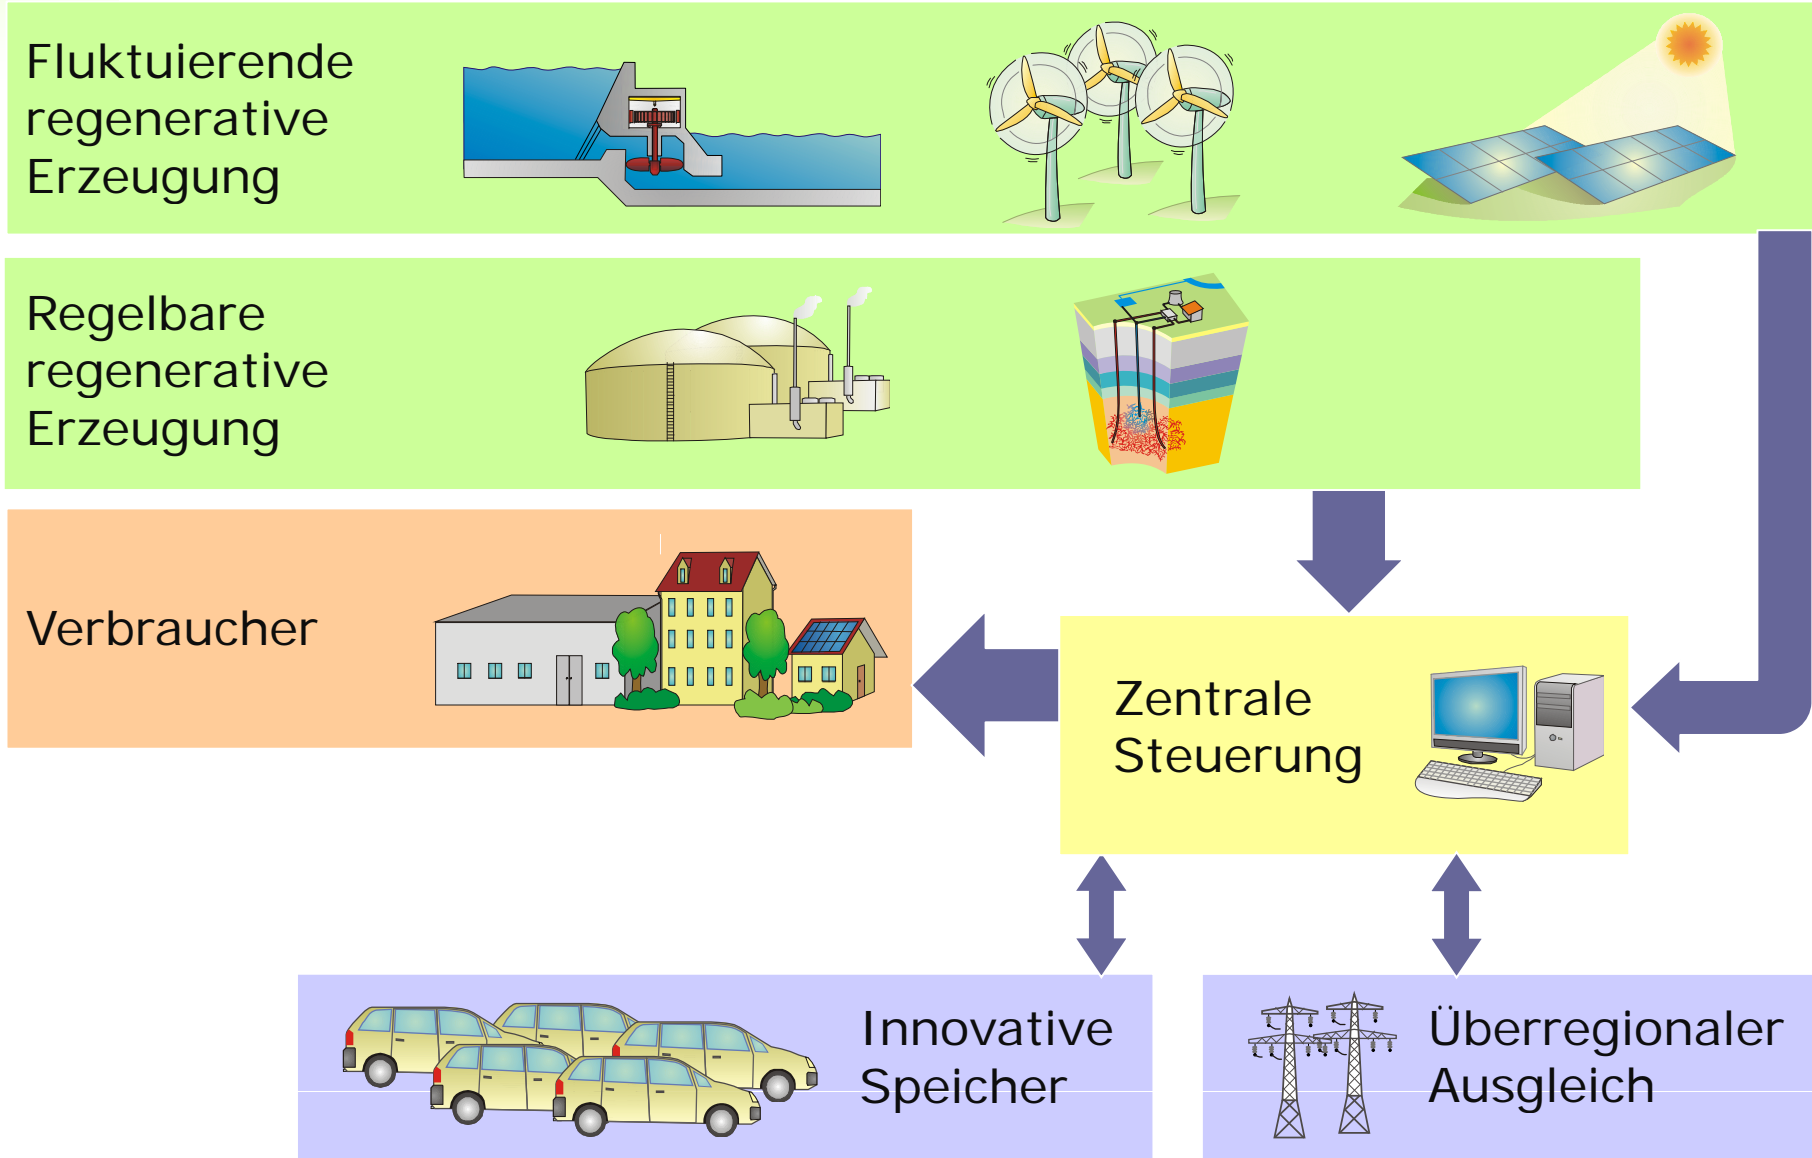 Fluktuierende
regenerative
Erzeugung
Regelbare
regenerative
Erzeugung
Verbraucher
Zentrale
Steuerung
Innovative
Speicher
Überregionaler
Ausgleich